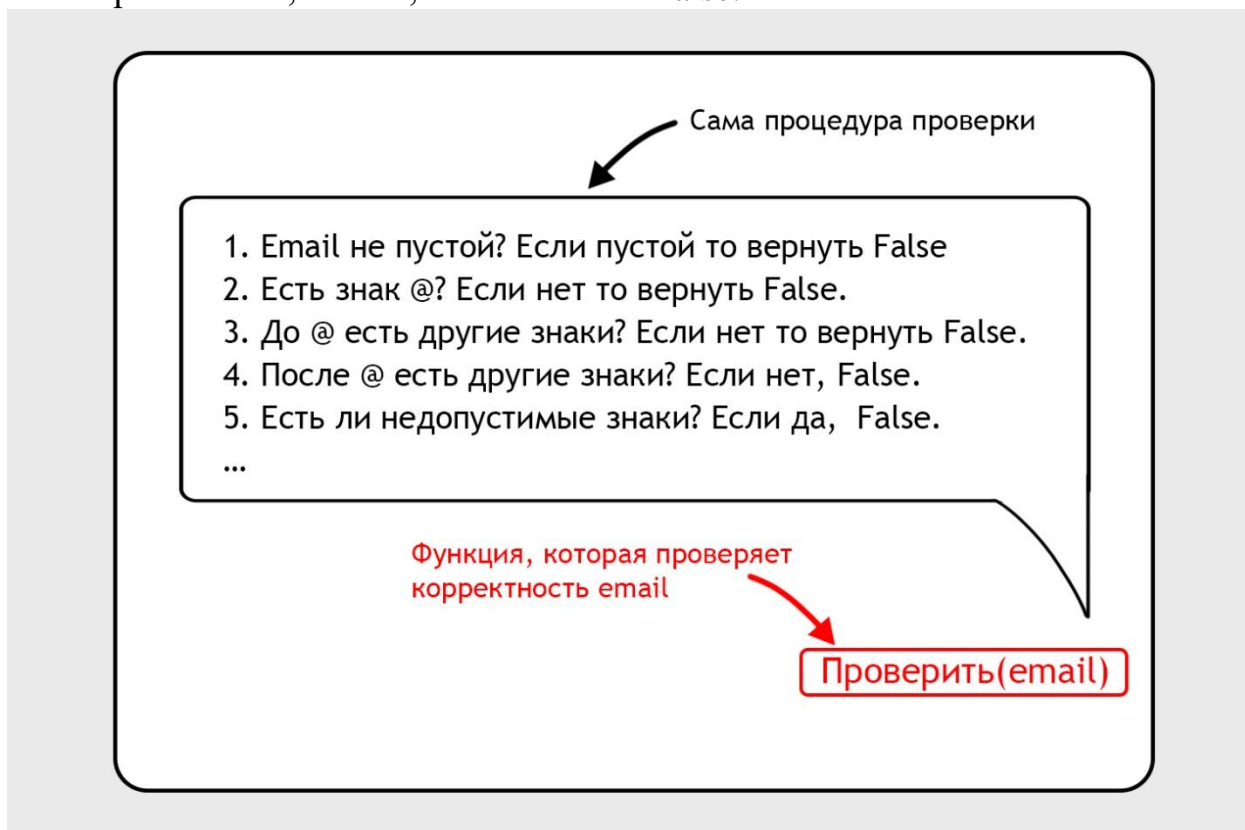 Сама процедура проверки
1. Email не пустой? Если пустой то вернуть False
2. Есть знак @? Если нет то вернуть False.
3. До @ есть другие знаки? Если нет то вернуть False.
4. После @ есть другие знаки? Если нет, False.
5. Есть ли недопустимые знаки? Если да, False.
...
Функция, которая проверяет
корректность email
Проверить(email)